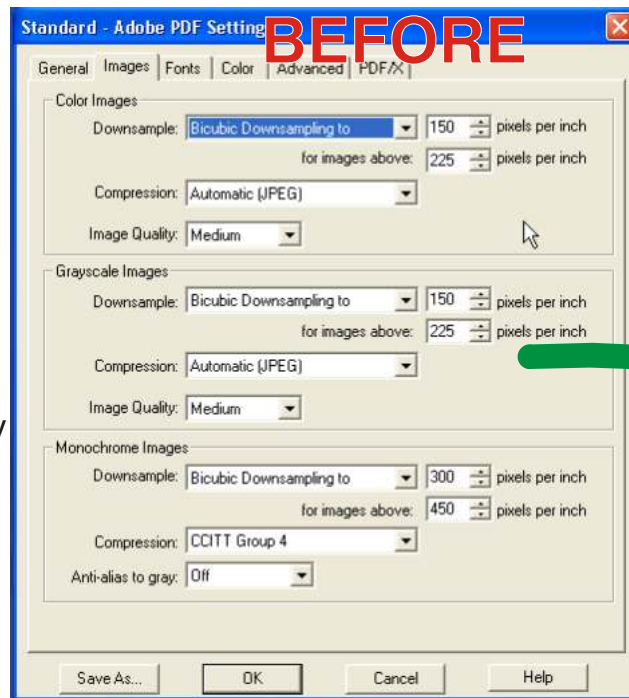 Standard - Adobe PDF Setting
BEFORE
General Images Fonts Color Advanced PDF/X
Color Images
Downsample: Bicubic Downsampling to 150 pixels per inch
for images above: 225 pixels per inch
Compression: Automatic (JPEG)
Image Quality: Medium
Grayscale Images
Downsample: Bicubic Downsampling to 150 pixels per inch
for images above: 225 pixels per inch
Compression: Automatic (JPEG)
Image Quality: Medium
Monochrome Images
Downsample: Bicubic Downsampling to 300 pixels per inch
for images above: 450 pixels per inch
Compression: CCITT Group 4
Anti-alias to gray: Off
Save As... OK Cancel Help